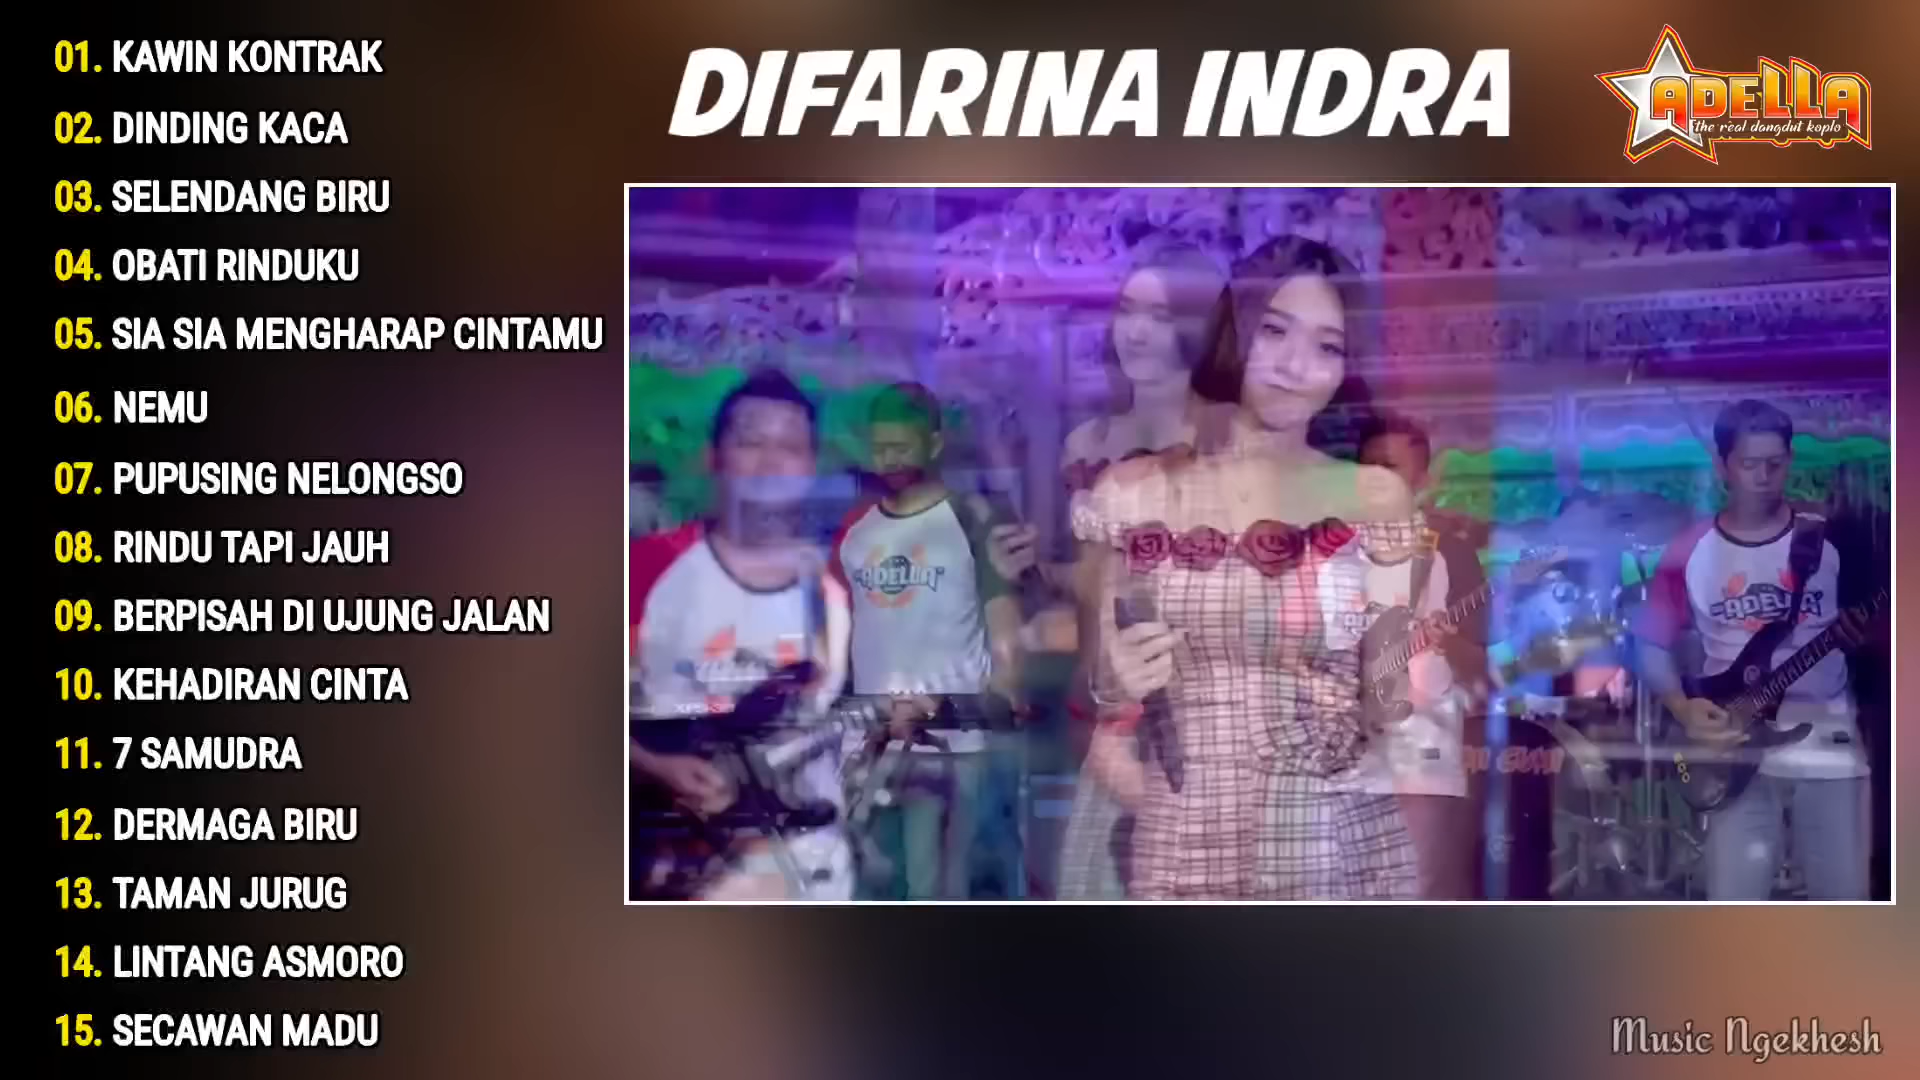 01. KAWIN KONTRAK
02. DINDING KACA
03. SELENDANG BIRU
04. OBATI RINDUKU
05. SIA SIA MENGHARAP CINTAMU
06. NEMU
07. PUPUSING NELONGSO
08. RINDU TAPI JAUH
09. BERPISAH DI UJUNG JALAN
10. KEHADIRAN CINTA
11. 7 SAMUDRA
12. DERMAGA BIRU
13. TAMAN JURUG
14. LINTANG ASMORO
15. SECAWAN MADU
DIFARINA INDRA
ADELLA
the real dangdut koplo
ADELLA
ADELLA
Music Ngekhesh